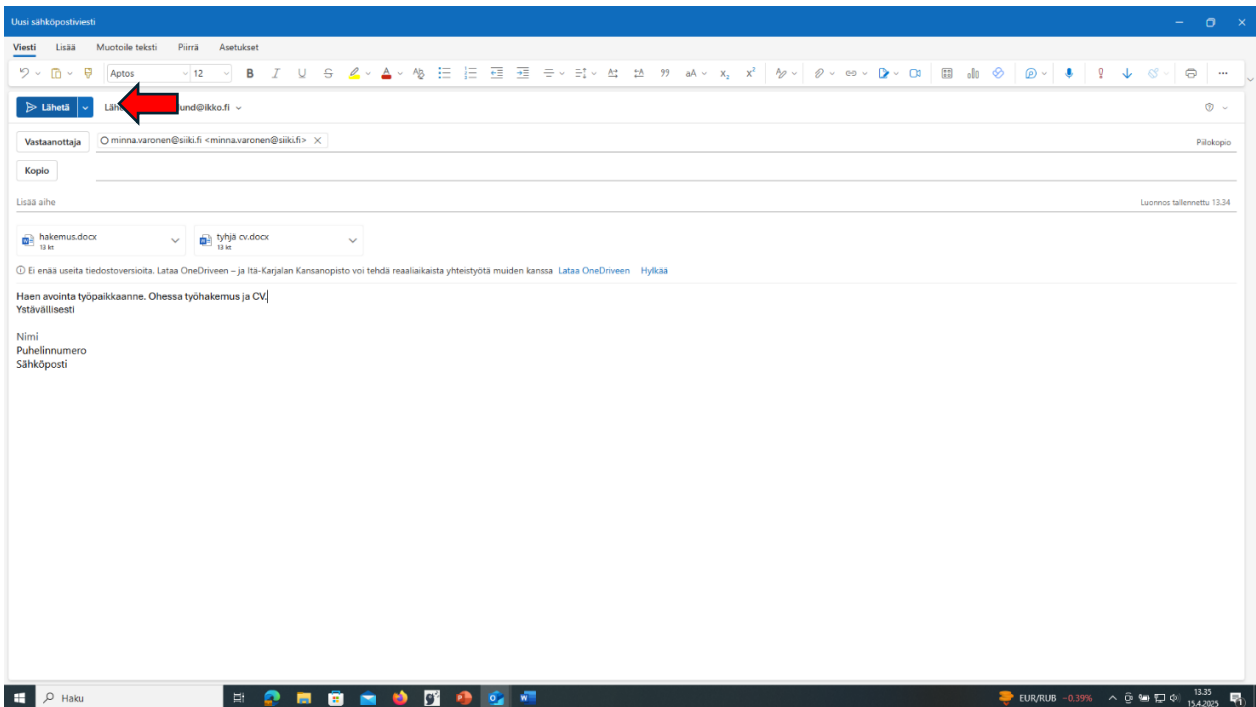 Uusi sähköpostiviesti
Viesti Lisää Muotoile teksti Piirrä Asetukset
Aptos 12
Lähetä und@ikko.fi
Vastaanottaja minna.varonen@siiki.fi <minna.varonen@siiki.fi> Piilokopio
Kopio
Lisää aihe Luonnos tallennettu 13.34
hakemus.docx tyhjä cv.docx
13 kt 13 kt
Ei enää useita tiedostoversioita. Lataa OneDriveen – ja Itä-Karjalan Kansanopisto voi tehdä reaaliaikaista yhteistyötä muiden kanssa Lataa OneDriveen Hylkää
Haen avointa työpaikkaanne. Ohessa työhakemus ja CV.
Ystävällisesti
Nimi
Puhelinnumero
Sähköposti
Haku EUR/RUB -0.39% 13.35
15.4.2025